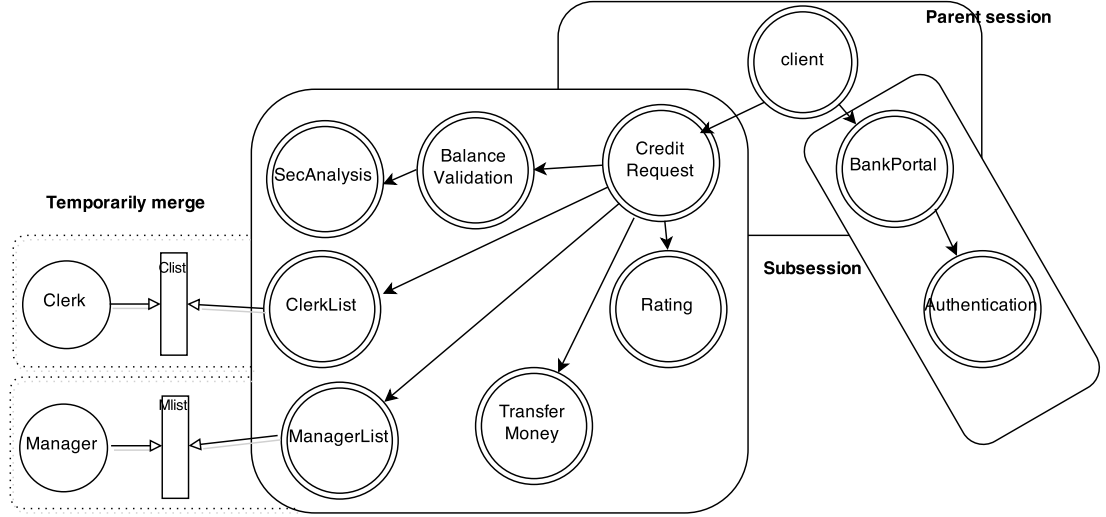 Parent session
client
Credit
Request
BankPortal
Balance
Validation
SecAnalysis
Temporarily merge
Subsession
Clist
Clerk
ClerkList
Rating
Authentication
Mlist
Manager
ManagerList
Transfer
Money